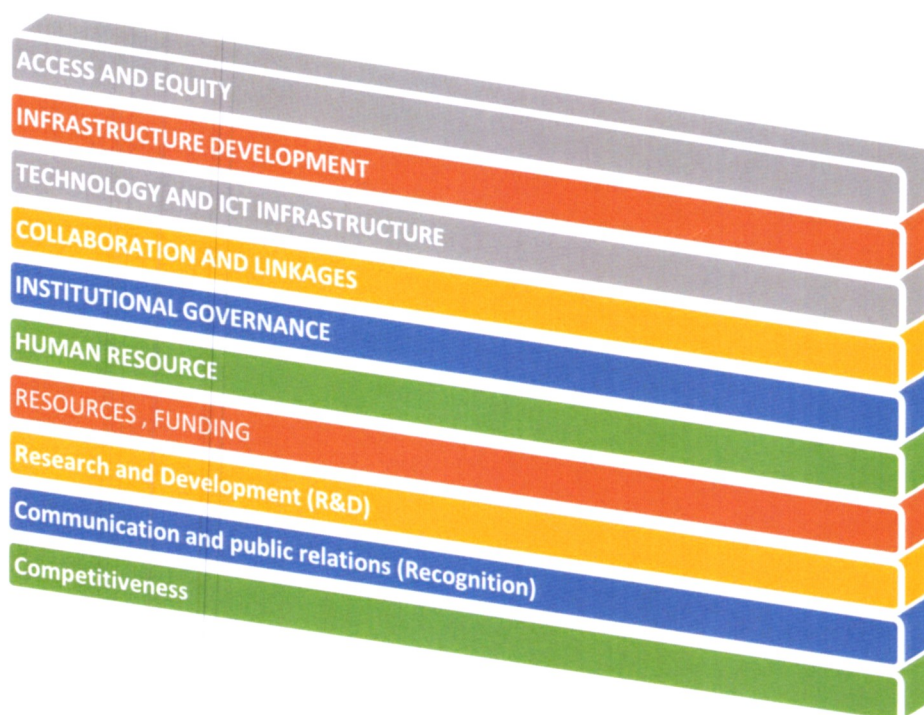 ACCESS AND EQUITY
INFRASTRUCTURE DEVELOPMENT
TECHNOLOGY AND ICT INFRASTRUCTURE
COLLABORATION AND LINKAGES
INSTITUTIONAL GOVERNANCE
HUMAN RESOURCE
RESOURCES , FUNDING
Research and Development (R&D)
Communication and public relations (Recognition)
Competitiveness